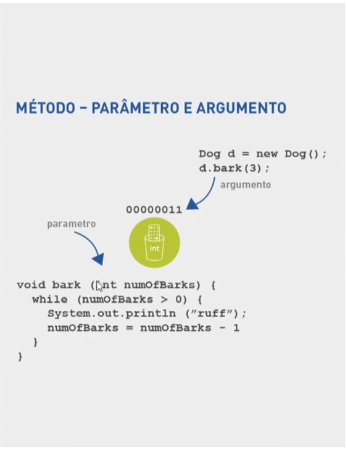 MÉTODO – PARÂMETRO E ARGUMENTO
Dog d = new Dog();
d.bark(3);
argumento
00000011
parametro
int
void bark (int numOfBarks) {
while (numOfBarks > 0) {
System.out.println ("ruff");
numOfBarks = numOfBarks - 1
}
}